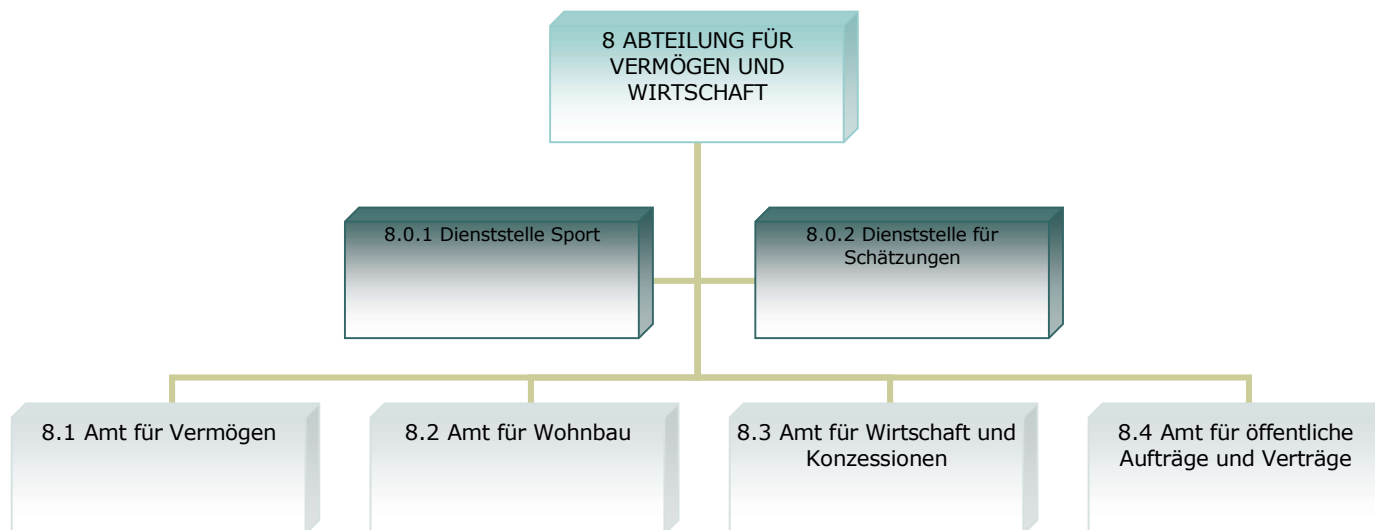 8 ABTEILUNG FÜR
VERMÖGEN UND
WIRTSCHAFT
8.0.1 Dienststelle Sport
8.0.2 Dienststelle für
Schätzungen
8.1 Amt für Vermögen
8.2 Amt für Wohnbau
8.3 Amt für Wirtschaft und
Konzessionen
8.4 Amt für öffentliche
Aufträge und Verträge